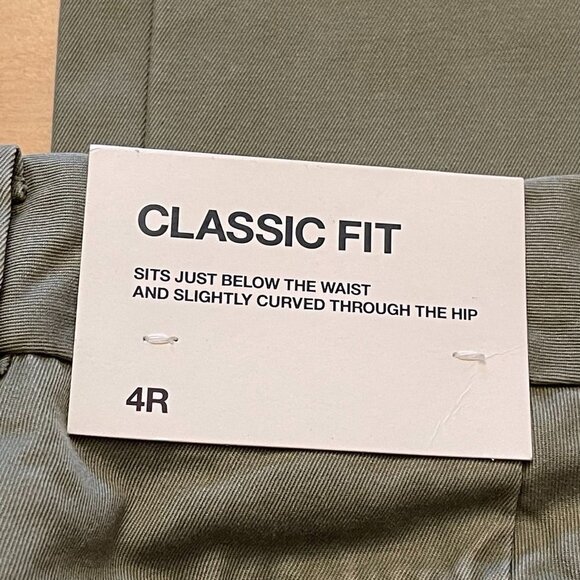 CLASSIC FIT
SITS JUST BELOW THE WAIST
AND SLIGHTLY CURVED THROUGH THE HIP
4R